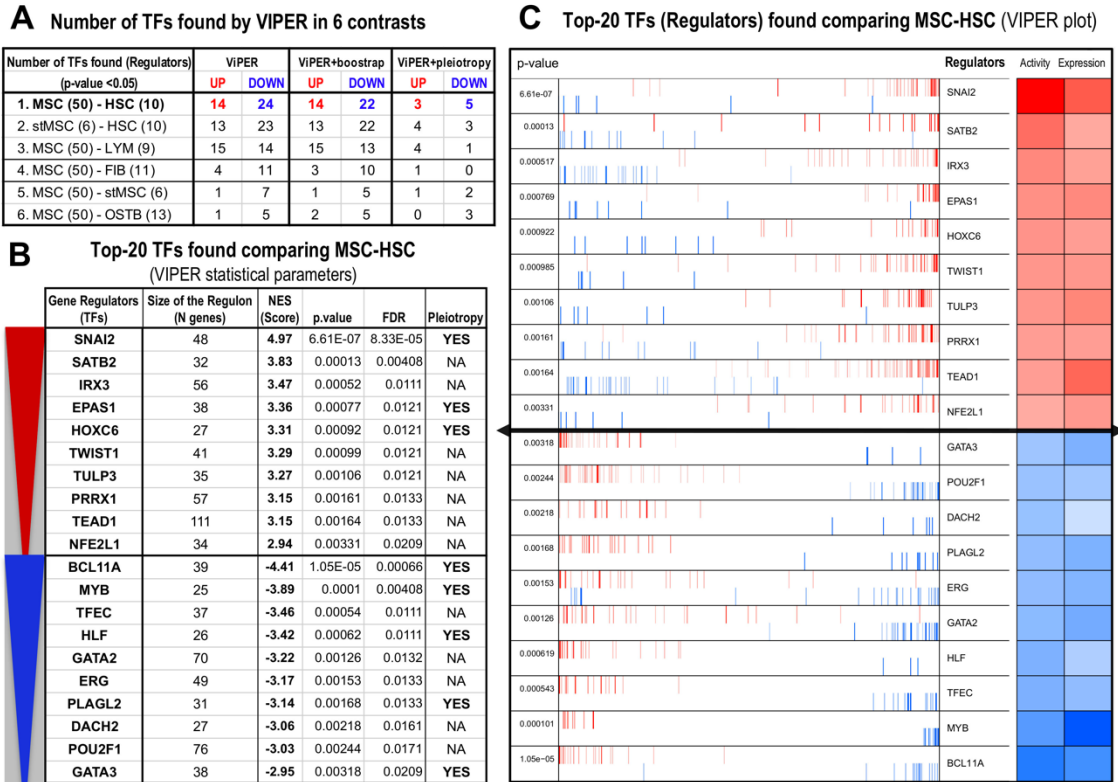 A Number of TFs found by VIPER in 6 contrasts
Number of TFs found (Regulators) ViPER ViPER+boostrap ViPER+pleiotropy
(p-value <0.05) UP DOWN UP DOWN UP DOWN
1. MSC (50) - HSC (10) 14 24 14 22 3 5
2. stMSC (6) - HSC (10) 13 23 13 22 4 3
3. MSC (50) - LYM (9) 15 14 15 13 4 1
4. MSC (50) - FIB (11) 4 11 3 10 1 0
5. MSC (50) - stMSC (6) 1 7 1 5 1 2
6. MSC (50) - OSTB (13) 1 5 2 5 0 3
B Top-20 TFs found comparing MSC-HSC
(VIPER statistical parameters)
Gene Regulators Size of the Regulon NES
(TFs) (N genes) (Score) p.value FDR Pleiotropy
SNAI2 48 4.97 6.61E-07 8.33E-05 YES
SATB2 32 3.83 0.00013 0.00408 NA
IRX3 56 3.47 0.00052 0.0111 NA
EPAS1 38 3.36 0.00077 0.0121 YES
HOXC6 27 3.31 0.00092 0.0121 YES
TWIST1 41 3.29 0.00099 0.0121 NA
TULP3 35 3.27 0.00106 0.0121 NA
PRRX1 57 3.15 0.00161 0.0133 NA
TEAD1 111 3.15 0.00164 0.0133 NA
NFE2L1 34 2.94 0.00331 0.0209 NA
BCL11A 39 -4.41 1.05E-05 0.00066 YES
MYB 25 -3.89 0.0001 0.00408 YES
TFEC 37 -3.46 0.00054 0.0111 NA
HLF 26 -3.42 0.00062 0.0111 YES
GATA2 70 -3.22 0.00126 0.0132 NA
ERG 49 -3.17 0.00153 0.0133 NA
PLAGL2 31 -3.14 0.00168 0.0133 YES
DACH2 27 -3.06 0.00218 0.0161 NA
POU2F1 76 -3.03 0.00244 0.0171 NA
GATA3 38 -2.95 0.00318 0.0209 YES
C Top-20 TFs (Regulators) found comparing MSC-HSC (VIPER plot)
p-value Regulators Activity Expression
6.61e-07 SNAI2
0.00013 SATB2
0.000517 IRX3
0.000769 EPAS1
0.000922 HOXC6
0.000985 TWIST1
0.00106 TULP3
0.00161 PRRX1
0.00164 TEAD1
0.00331 NFE2L1
0.00318 GATA3
0.00244 POU2F1
0.00218 DACH2
0.00168 PLAGL2
0.00153 ERG
0.00126 GATA2
0.000619 HLF
0.000543 TFEC
0.000101 MYB
1.05e-05 BCL11A